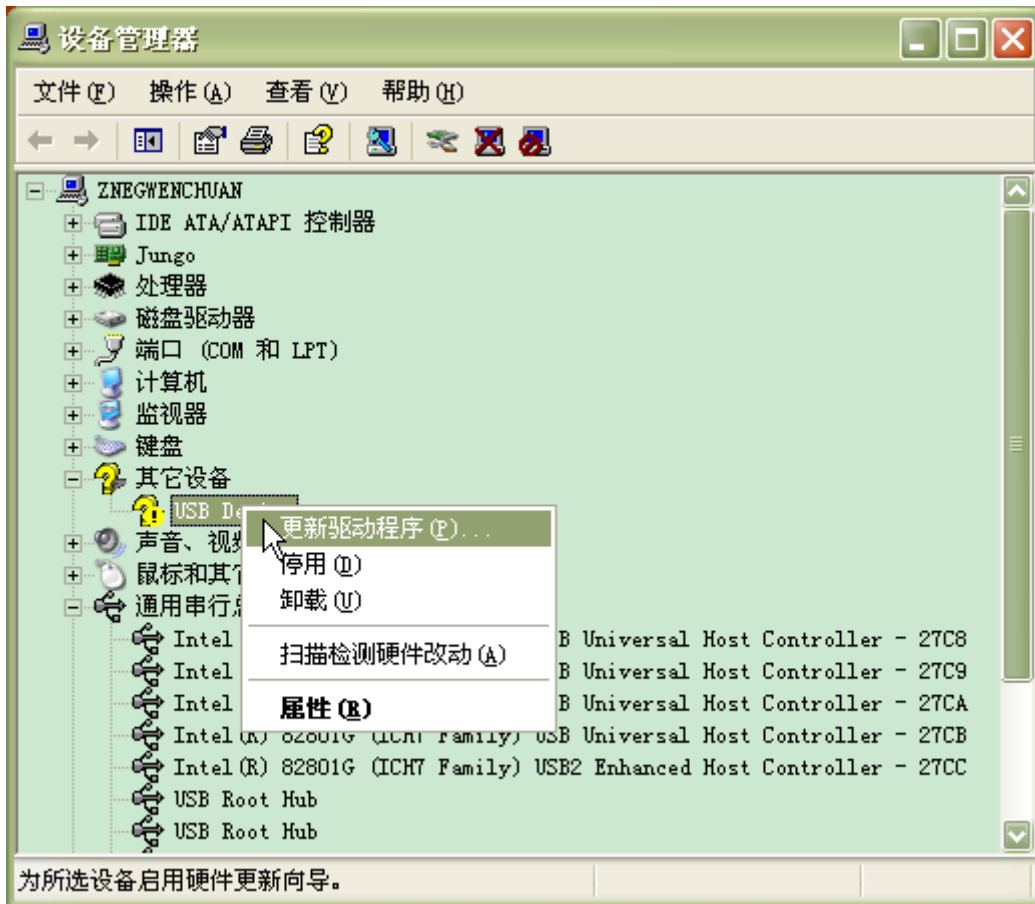 设备管理器
文件(F) 操作(A) 查看(V) 帮助(H)
ZNEGWENCHUAN
IDE ATA/ATAPI 控制器
Jungo
处理器
磁盘驱动器
端口 (COM 和 LPT)
计算机
监视器
键盘
其它设备
USB
更新驱动程序(P)...
停用(D)
卸载(U)
扫描检测硬件改动(A)
属性(R)
声音、视
鼠标和其
通用串行
Intel B Universal Host Controller - 27C8
Intel B Universal Host Controller - 27C9
Intel B Universal Host Controller - 27CA
Intel(R) 82801G (ICH7 Family) USB Universal Host Controller - 27CB
Intel(R) 82801G (ICH7 Family) USB2 Enhanced Host Controller - 27CC
USB Root Hub
USB Root Hub
为所选设备启用硬件更新向导。